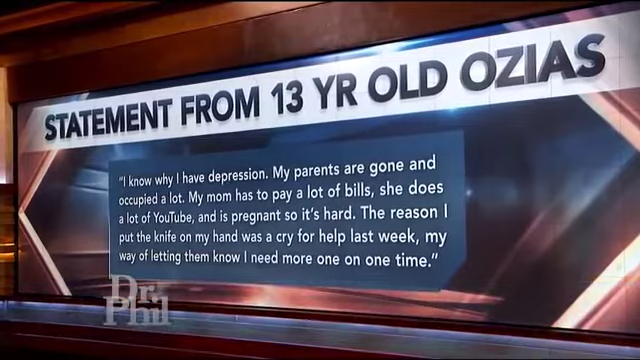 STATEMENT FROM 13 YR OLD OZIAS
"I know why I have depression. My parents are gone and
occupied a lot. My mom has to pay a lot of bills, she does
a lot of YouTube, and is pregnant so it's hard. The reason I
put the knife on my hand was a cry for help last week, my
way of letting them know I need more one on one time."
Dr.
Phil